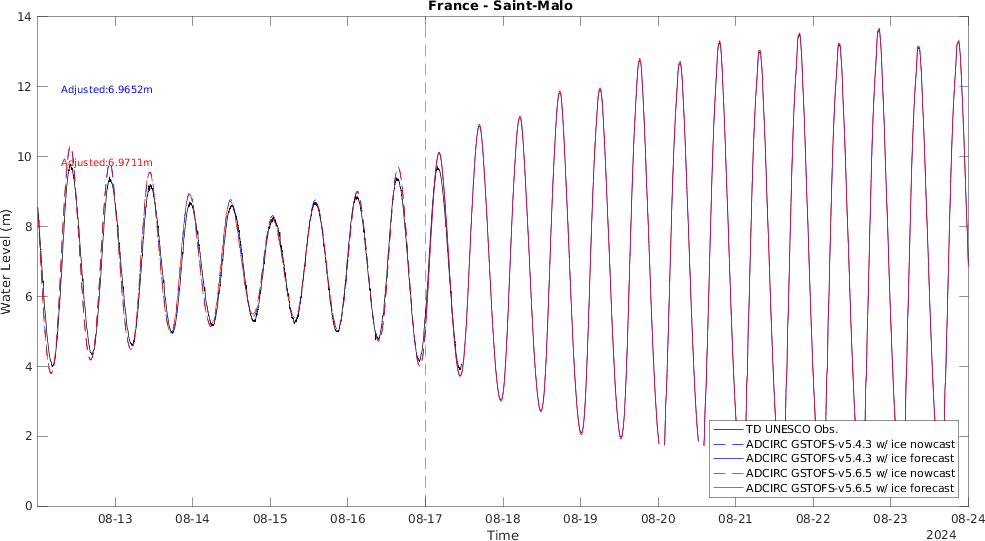 France - Saint-Malo
14
12
10
8
6
4
2
0
Water Level (m)
Adjusted:6.9652m
Adjusted:6.9711m
TD UNESCO Obs.
ADCIRC GSTOFS-v5.4.3 w/ ice nowcast
ADCIRC GSTOFS-v5.4.3 w/ ice forecast
ADCIRC GSTOFS-v5.6.5 w/ ice nowcast
ADCIRC GSTOFS-v5.6.5 w/ ice forecast
08-13 08-14 08-15 08-16 08-17 08-18 08-19 08-20 08-21 08-22 08-23 08-24
Time
2024